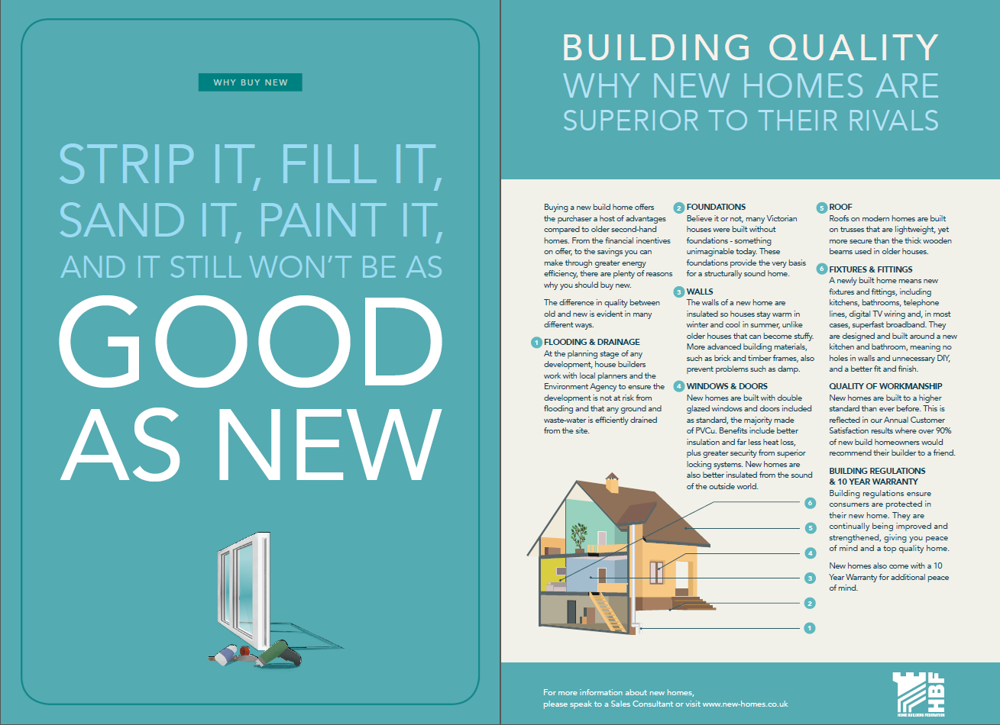 WHY BUY NEW
STRIP IT, FILL IT,
SAND IT, PAINT IT,
AND IT STILL WON'T BE AS
GOOD
AS NEW
BUILDING QUALITY
WHY NEW HOMES ARE
SUPERIOR TO THEIR RIVALS
Buying a new build home offers
the purchaser a host of advantages
compared to older second-hand
homes. From the financial incentives
on offer, to the savings you can
make through greater energy
efficiency, there are plenty of reasons
why you should buy new.
The difference in quality between
old and new is evident in many
different ways.
1 FLOODING & DRAINAGE
At the planning stage of any
development, house builders
work with local planners and the
Environment Agency to ensure the
development is not at risk from
flooding and that any ground and
waste-water is efficiently drained
from the site.
2 FOUNDATIONS
Believe it or not, many Victorian
houses were built without
foundations - something
unimaginable today. These
foundations provide the very basis
for a structurally sound home.
3 WALLS
The walls of a new home are
insulated so houses stay warm in
winter and cool in summer, unlike
older houses that can become stuffy.
More advanced building materials,
such as brick and timber frames, also
prevent problems such as damp.
4 WINDOWS & DOORS
New homes are built with double
glazed windows and doors included
as standard, the majority made
of PVCu. Benefits include better
insulation and far less heat loss,
plus greater security from superior
locking systems. New homes are
also better insulated from the sound
of the outside world.
5 ROOF
Roofs on modern homes are built
on trusses that are lightweight, yet
more secure than the thick wooden
beams used in older houses.
6 FIXTURES & FITTINGS
A newly built home means new
fixtures and fittings, including
kitchens, bathrooms, telephone
lines, digital TV wiring and, in most
cases, superfast broadband. They
are designed and built around a new
kitchen and bathroom, meaning no
holes in walls and unnecessary DIY,
and a better fit and finish.
QUALITY OF WORKMANSHIP
New homes are built to a higher
standard than ever before. This is
reflected in our Annual Customer
Satisfaction results where over 90%
of new build homeowners would
recommend their builder to a friend.
BUILDING REGULATIONS
& 10 YEAR WARRANTY
Building regulations ensure
consumers are protected in
their new home. They are
continually being improved and
strengthened, giving you peace
of mind and a top quality home.
New homes also come with a 10
Year Warranty for additional peace
of mind.
6
5
4
3
2
1
For more information about new homes,
please speak to a Sales Consultant or visit www.new-homes.co.uk
HBF
HOME BUILDERS FEDERATION